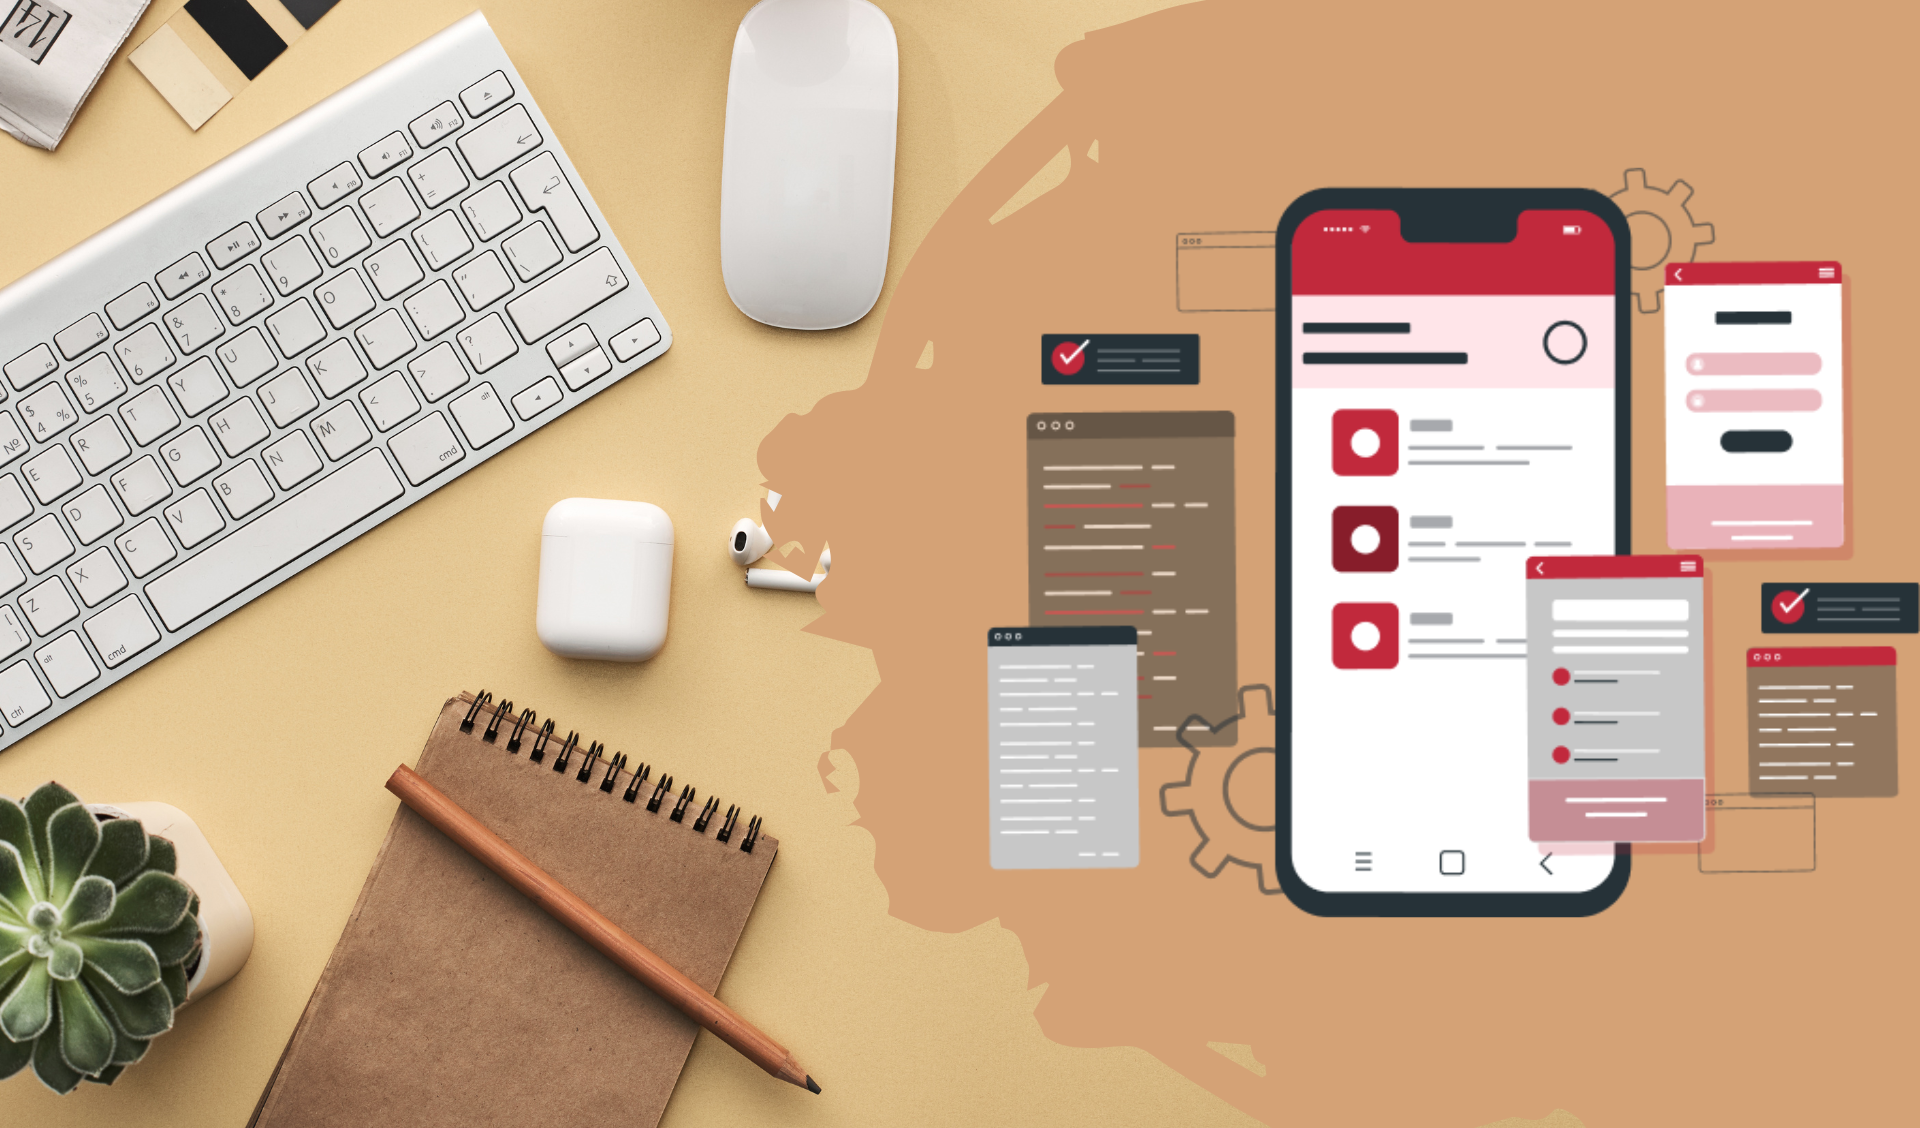 F12
F11
F10
F9
F8
F7
F6
F5
F4
+ =
_ -
) 0
( 9
* 8 ;
& 7 .
^ 6 ,
% 5 :
$ 4 %
№
} ]
{ [
P
O
I
U
Y
T
R
E
| \
" '
: ;
L
K
J
H
G
F
D
S
? /
> .
< ,
M
N
B
V
C
X
Z
alt
cmd
cmd
alt
ctrl